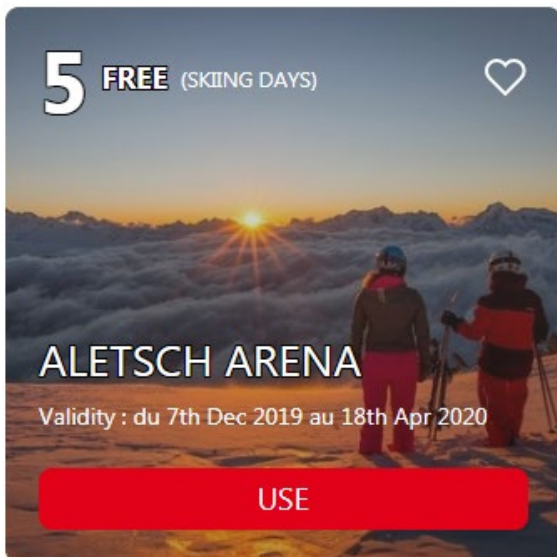 5 FREE (SKIING DAYS)
ALETSCH ARENA
Validity : du 7th Dec 2019 au 18th Apr 2020
USE